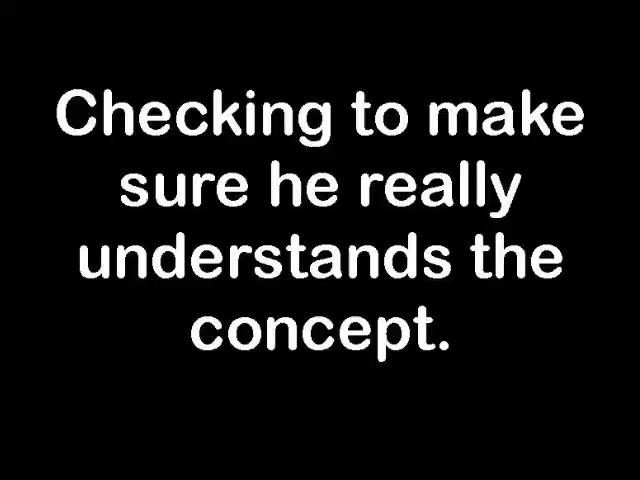 Checking to make
sure he really
understands the
concept.